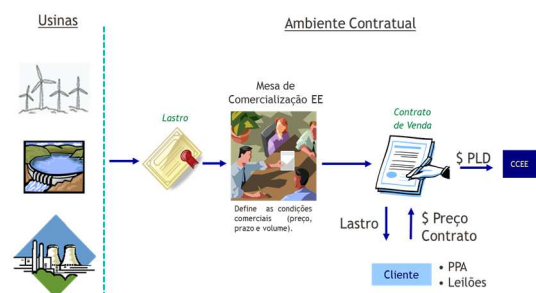 Usinas
Ambiente Contratual
Lastro
Mesa de
Comercialização EE
Define as condições
comerciais (preço,
prazo e volume).
Contrato
de Venda
$ PLD
CCEE
Lastro
$ Preço
Contrato
Cliente
• PPA
• Leilões